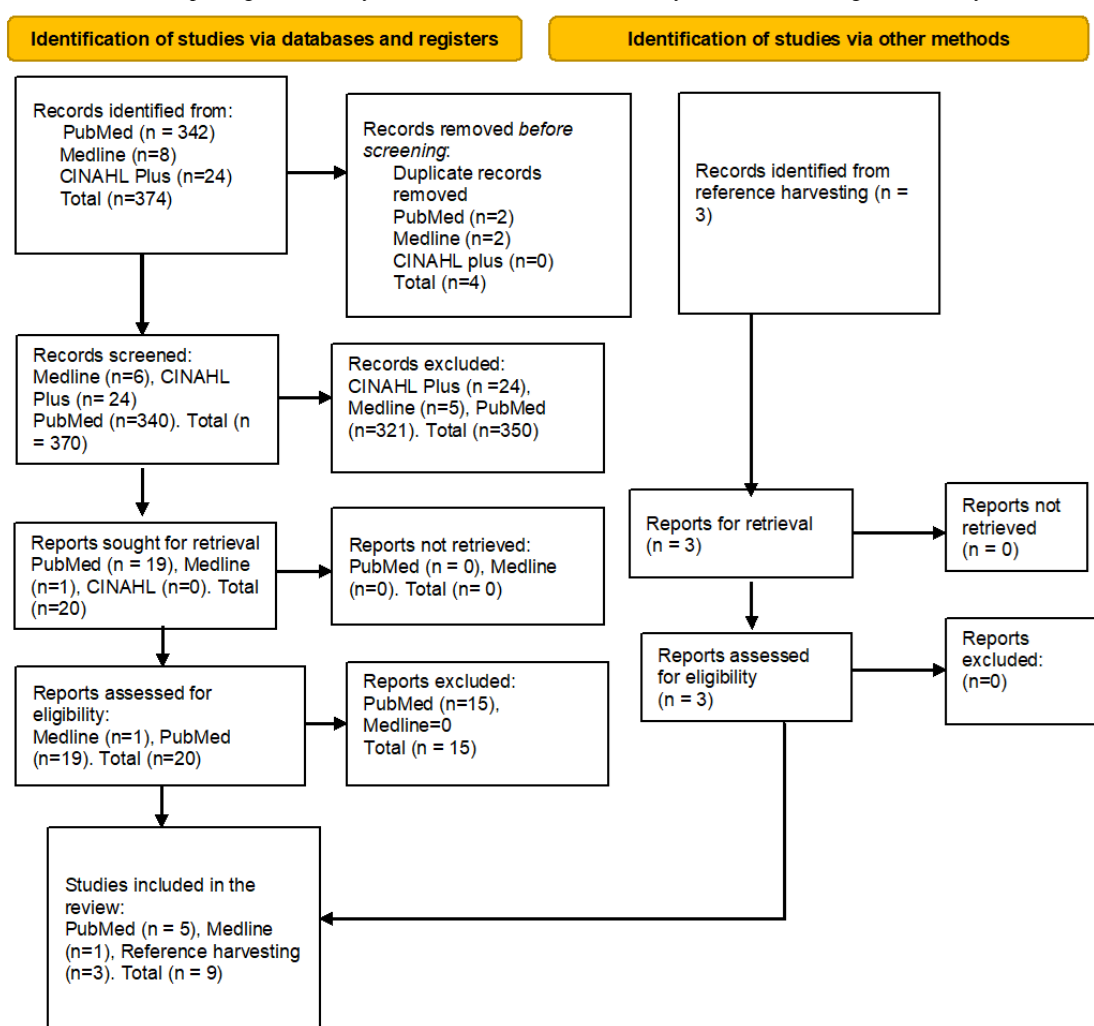 Identification of studies via databases and registers
Identification of studies via other methods
Records identified from:
PubMed (n = 342)
Medline (n=8)
CINAHL Plus (n=24)
Total (n=374)
Records removed before
screening:
Duplicate records
removed
PubMed (n=2)
Medline (n=2)
CINAHL plus (n=0)
Total (n=4)
Records identified from
reference harvesting (n =
3)
Records screened:
Medline (n=6), CINAHL
Plus (n= 24)
PubMed (n=340). Total (n
= 370)
Records excluded:
CINAHL Plus (n =24),
Medline (n=5), PubMed
(n=321). Total (n=350)
Reports sought for retrieval
PubMed (n = 19), Medline
(n=1), CINAHL (n=0). Total
(n=20)
Reports not retrieved:
PubMed (n = 0), Medline
(n=0). Total (n= 0)
Reports for retrieval
(n = 3)
Reports not
retrieved
(n = 0)
Reports assessed for
eligibility:
Medline (n=1), PubMed
(n=19). Total (n=20)
Reports excluded:
PubMed (n=15),
Medline=0
Total (n = 15)
Reports assessed
for eligibility
(n = 3)
Reports
excluded:
(n=0)
Studies included in the
review:
PubMed (n = 5), Medline
(n=1), Reference harvesting
(n=3). Total (n = 9)